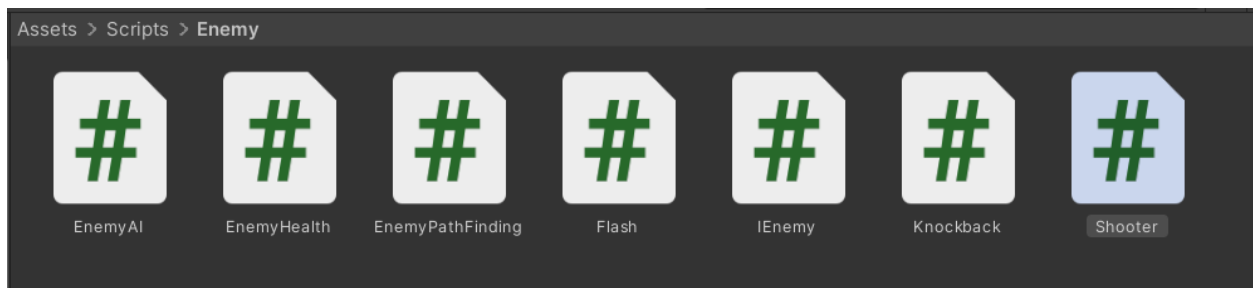 Assets > Scripts > Enemy
EnemyAI EnemyHealth EnemyPathFinding Flash IEnemy Knockback Shooter